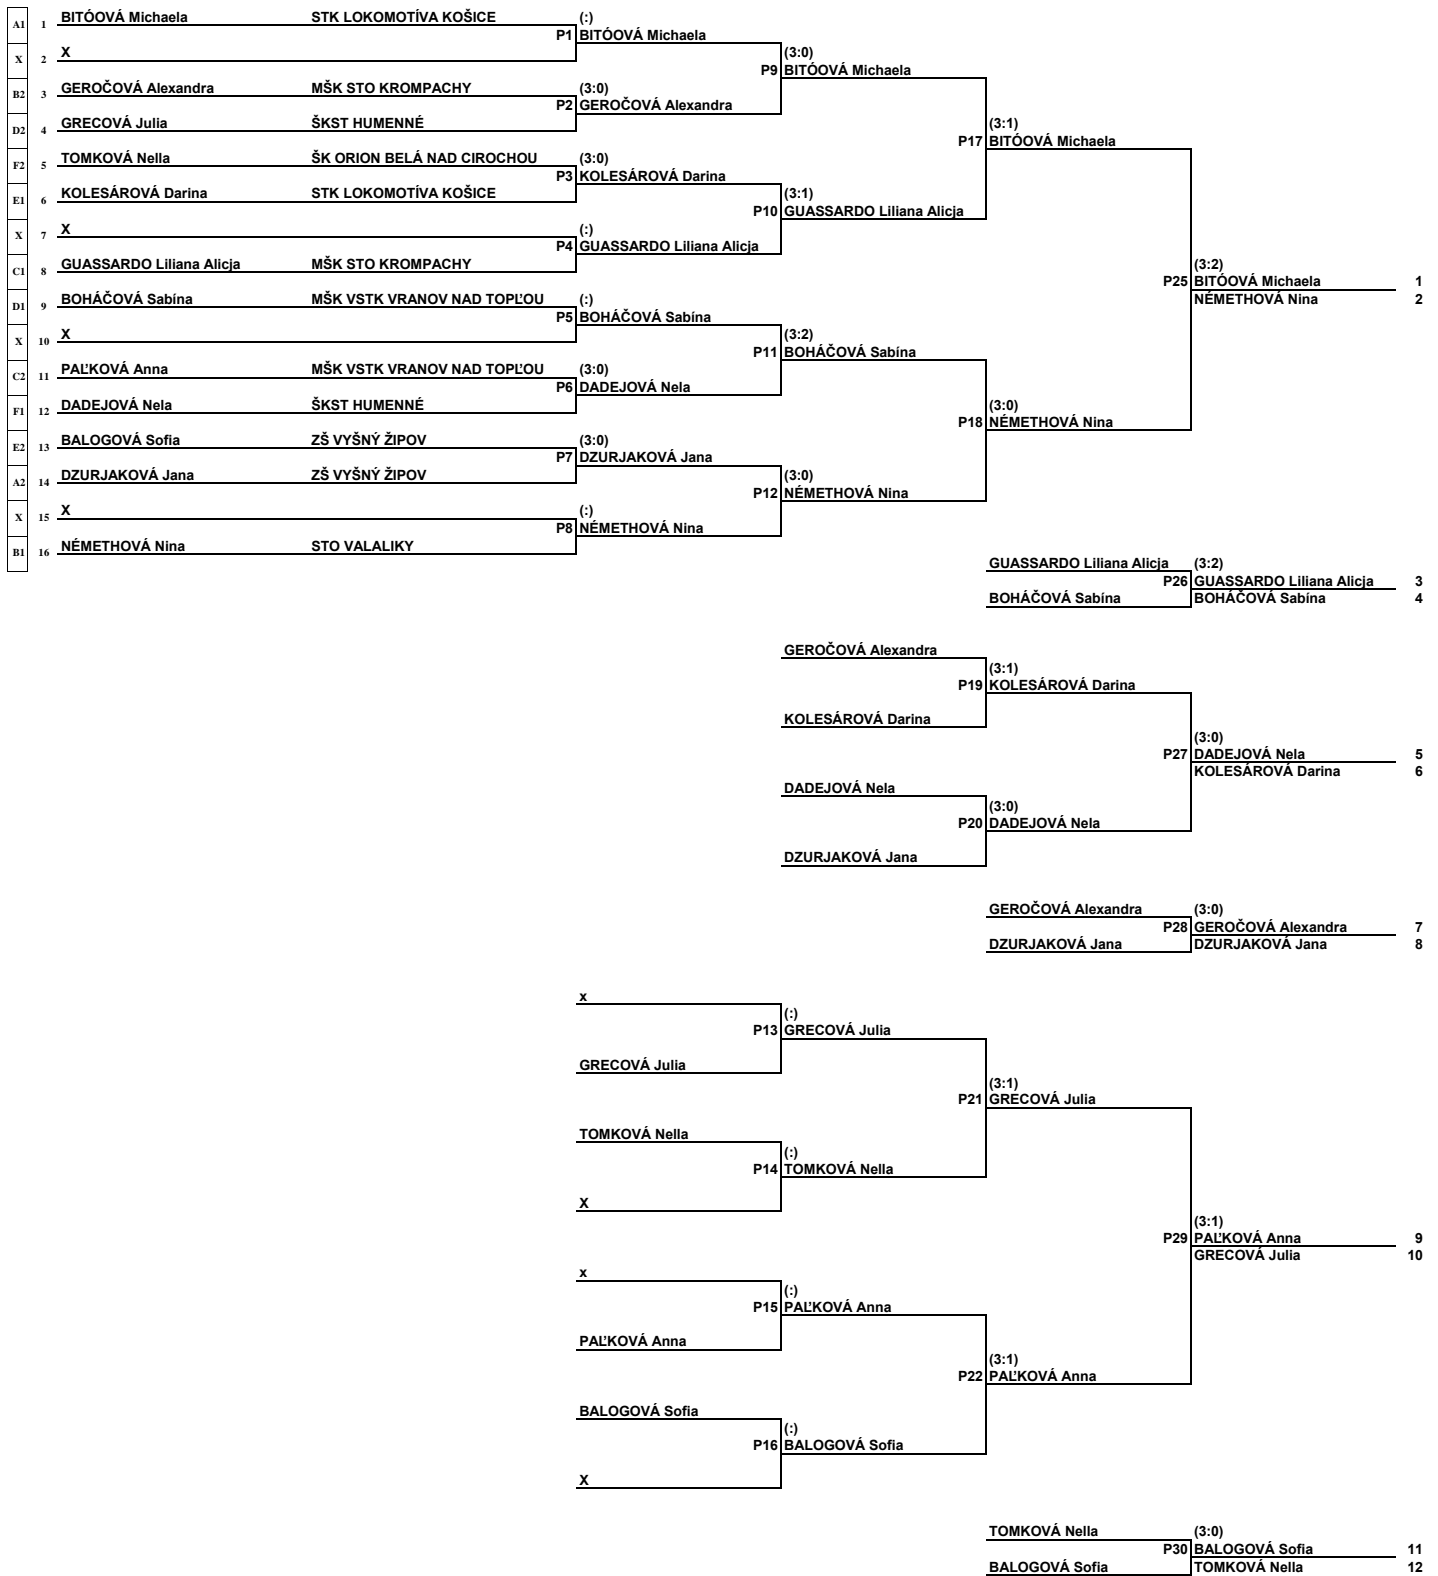 A1 1 BITÓOVÁ Michaela STK LOKOMOTÍVA KOŠICE (:)
P1 BITÓOVÁ Michaela
X 2 X (3:0)
P9 BITÓOVÁ Michaela
B2 3 GEROČOVÁ Alexandra MŠK STO KROMPACHY (3:0)
P2 GEROČOVÁ Alexandra
D2 4 GRECOVÁ Julia ŠKST HUMENNÉ (3:1)
P17 BITÓOVÁ Michaela
F2 5 TOMKOVÁ Nella ŠK ORION BELÁ NAD CIROCHOU (3:0)
P3 KOLESÁROVÁ Darina
E1 6 KOLESÁROVÁ Darina STK LOKOMOTÍVA KOŠICE (3:1)
P10 GUASSARDO Liliana Alicja
X 7 X (:)
P4 GUASSARDO Liliana Alicja
C1 8 GUASSARDO Liliana Alicja MŠK STO KROMPACHY (3:2)
P25 BITÓOVÁ Michaela 1
D1 9 BOHÁČOVÁ Sabína MŠK VSTK VRANOV NAD TOPĽOU (:) NÉMETHOVÁ Nina 2
P5 BOHÁČOVÁ Sabína
X 10 X (3:2)
P11 BOHÁČOVÁ Sabína
C2 11 PAĽKOVÁ Anna MŠK VSTK VRANOV NAD TOPĽOU (3:0)
P6 DADEJOVÁ Nela
F1 12 DADEJOVÁ Nela ŠKST HUMENNÉ (3:0)
P18 NÉMETHOVÁ Nina
E2 13 BALOGOVÁ Sofia ZŠ VYŠNÝ ŽIPOV (3:0)
P7 DZURJAKOVÁ Jana
A2 14 DZURJAKOVÁ Jana ZŠ VYŠNÝ ŽIPOV (3:0)
P12 NÉMETHOVÁ Nina
X 15 X (:)
P8 NÉMETHOVÁ Nina
B1 16 NÉMETHOVÁ Nina STO VALALIKY
GUASSARDO Liliana Alicja (3:2)
P26 GUASSARDO Liliana Alicja 3
BOHÁČOVÁ Sabína BOHÁČOVÁ Sabína 4
GEROČOVÁ Alexandra
(3:1)
P19 KOLESÁROVÁ Darina
KOLESÁROVÁ Darina
(3:0)
P27 DADEJOVÁ Nela 5
KOLESÁROVÁ Darina 6
DADEJOVÁ Nela
(3:0)
P20 DADEJOVÁ Nela
DZURJAKOVÁ Jana
GEROČOVÁ Alexandra (3:0)
P28 GEROČOVÁ Alexandra 7
DZURJAKOVÁ Jana DZURJAKOVÁ Jana 8
x
(:)
P13 GRECOVÁ Julia
GRECOVÁ Julia
(3:1)
P21 GRECOVÁ Julia
TOMKOVÁ Nella
(:)
P14 TOMKOVÁ Nella
X
(3:1)
P29 PAĽKOVÁ Anna 9
GRECOVÁ Julia 10
x
(:)
P15 PAĽKOVÁ Anna
PAĽKOVÁ Anna
(3:1)
P22 PAĽKOVÁ Anna
BALOGOVÁ Sofia
(:)
P16 BALOGOVÁ Sofia
X
TOMKOVÁ Nella (3:0)
P30 BALOGOVÁ Sofia 11
BALOGOVÁ Sofia TOMKOVÁ Nella 12